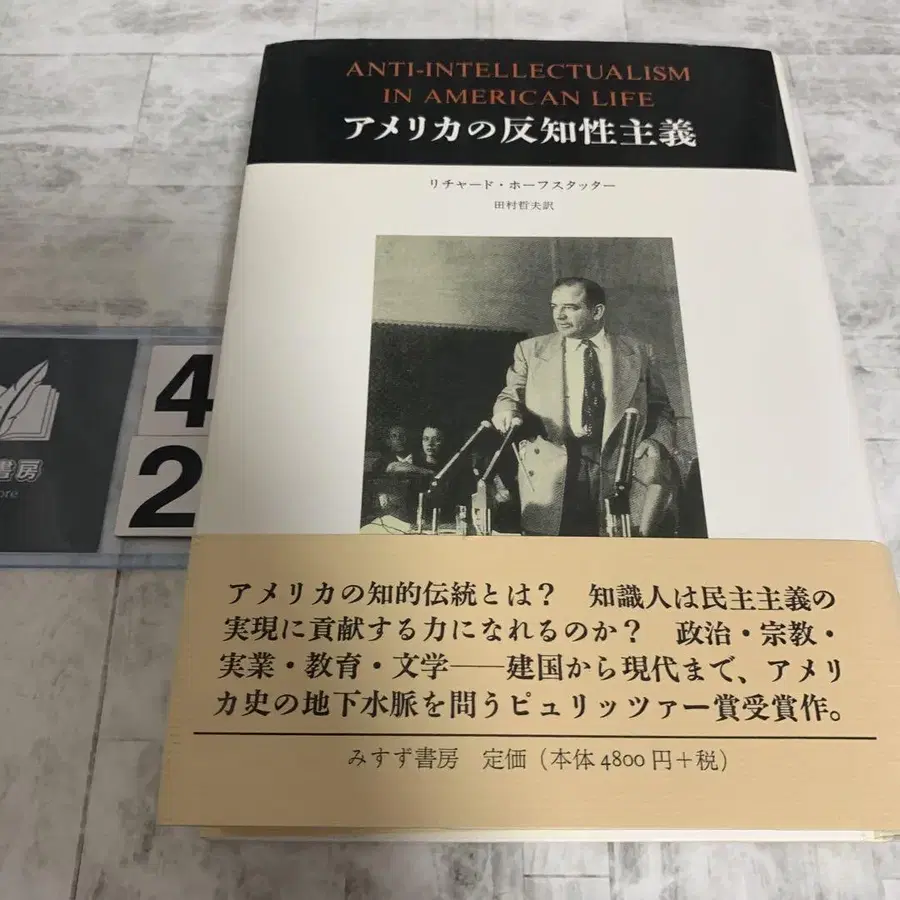 ANTI-INTELLECTUALISM
IN AMERICAN LIFE
アメリカの反知性主義
リチャード・ホーフスタッター
田村哲夫訳
4
2
書房
ore
アメリカの知的伝統とは? 知識人は民主主義の
実現に貢献する力になれるのか? 政治・宗教・
実業・教育・文学――建国から現代まで、アメリ
カ史の地下水脈を問うピュリッツァー賞受賞作。
みすず書房 定価(本体4800円+税)